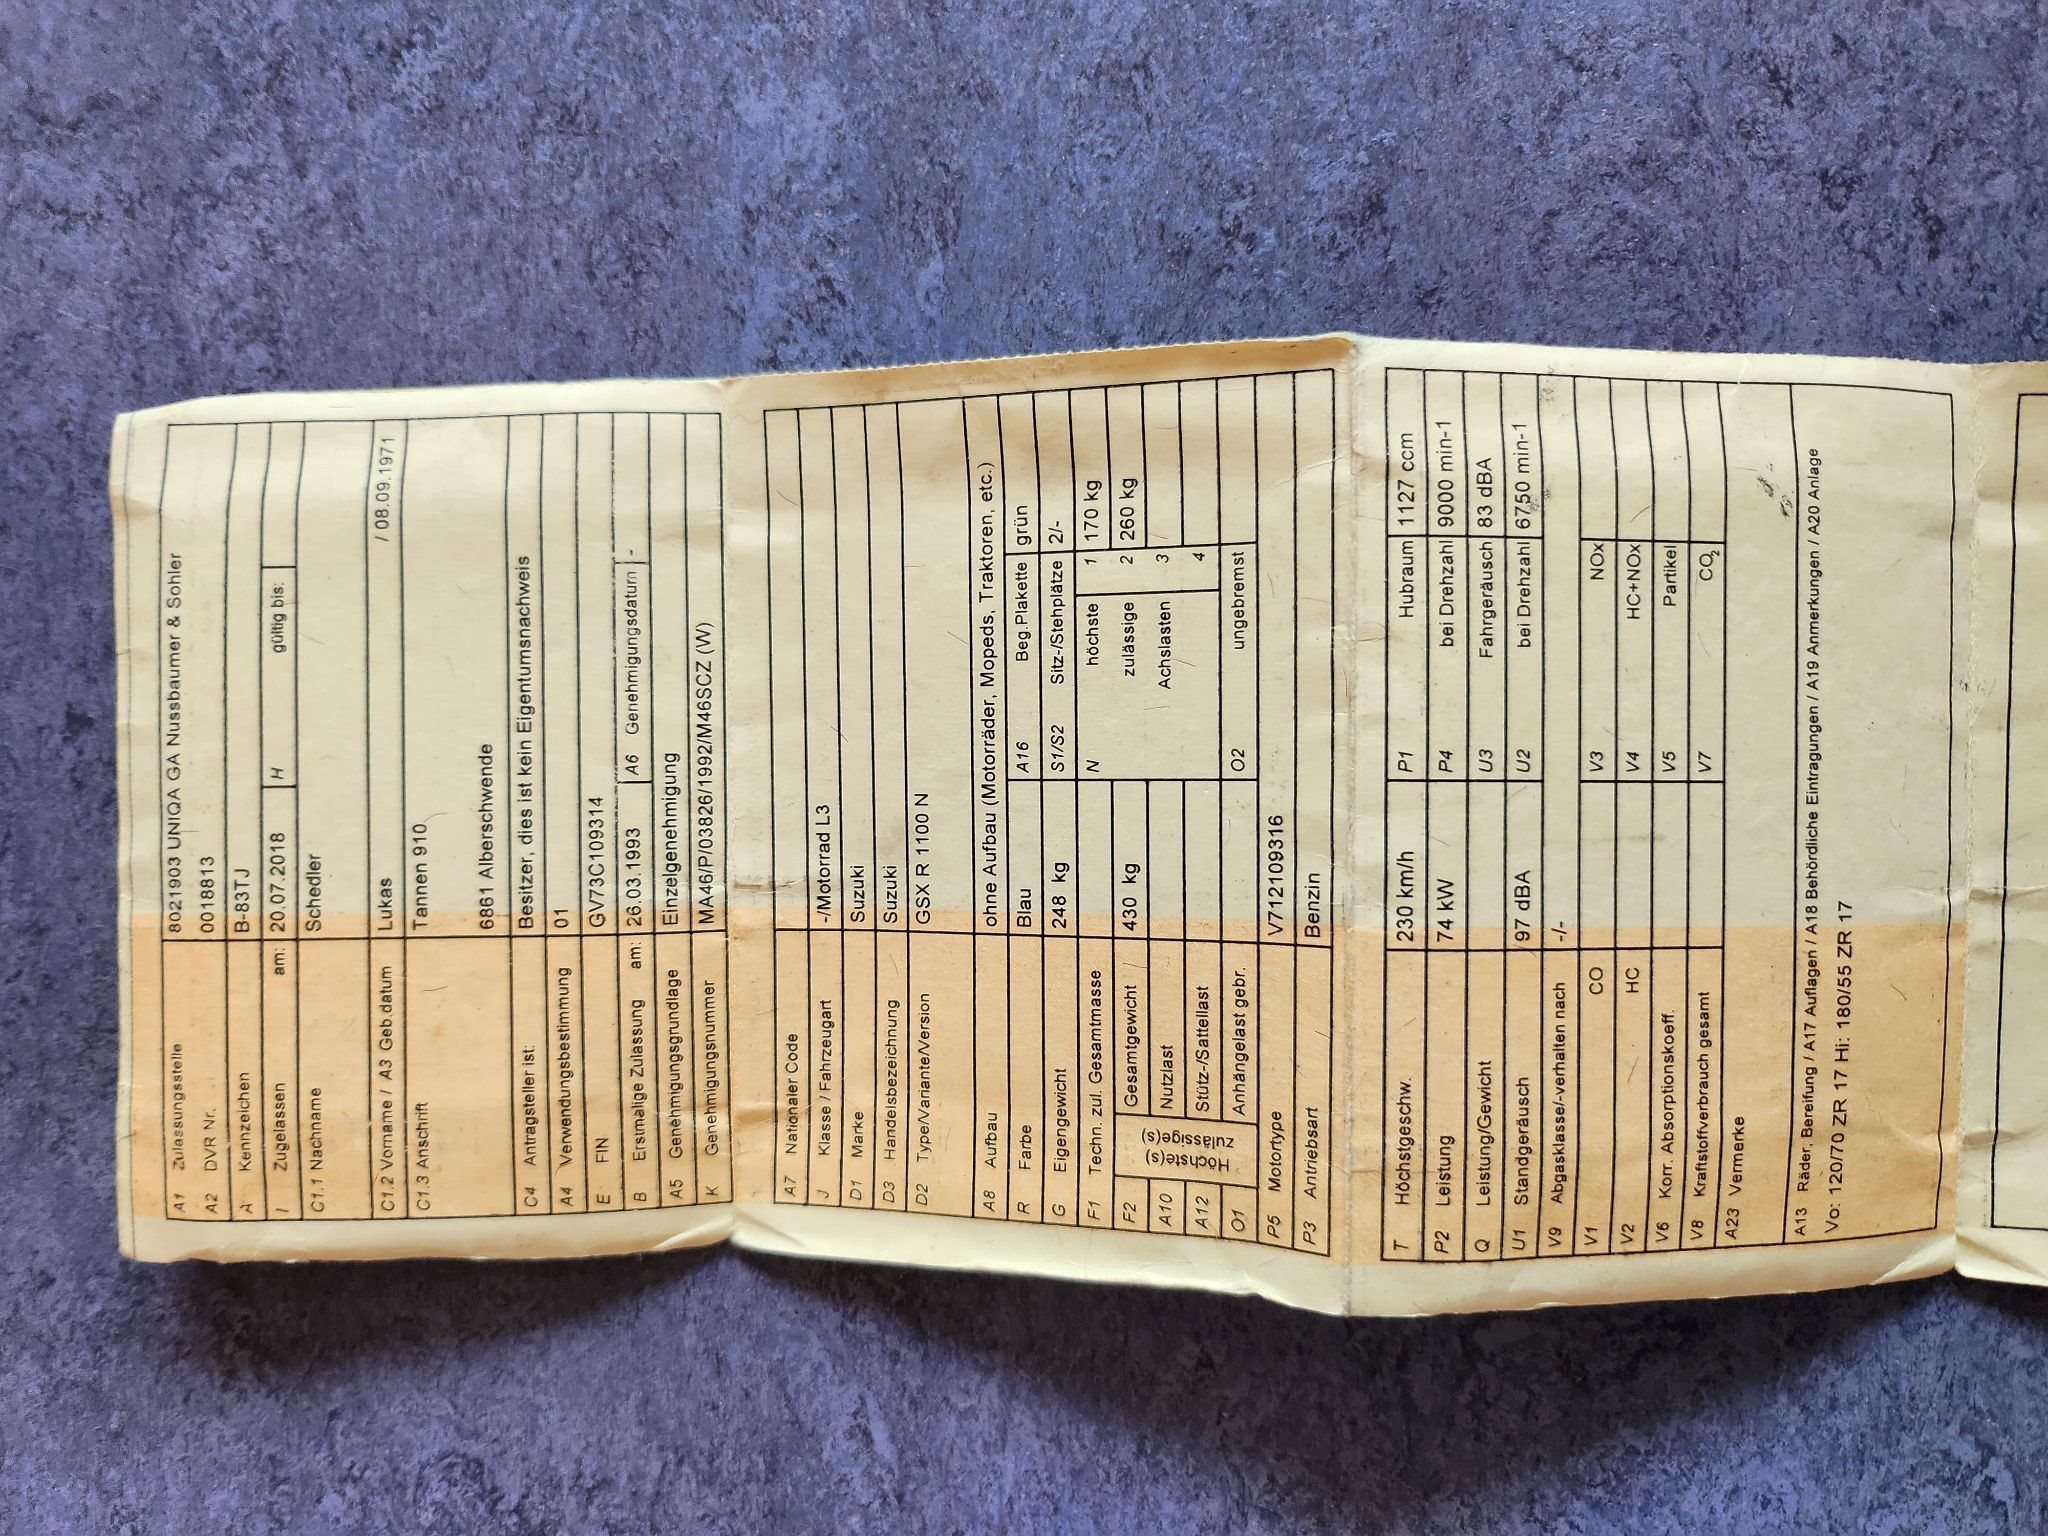 A1 Zulassungsstelle 8021903 UNIQA GA Nussbaumer & Sohler
A2 DVR Nr. 0018813
A Kennzeichen B-83TJ
I Zugelassen am: 20.07.2018 H gültig bis:
C1.1 Nachname Schedler
C1.2 Vorname / A3 Geb.datum Lukas / 08.09.1971
C1.3 Anschrift Tannen 910
6861 Alberschwende
C4 Antragsteller ist: Besitzer, dies ist kein Eigentumsnachweis
A4 Verwendungsbestimmung 01
E FIN GV73C109314
B Erstmalige Zulassung am: 26.03.1993 A6 Genehmigungsdatum -
A5 Genehmigungsgrundlage Einzelgenehmigung
K Genehmigungsnummer MA46/P/03826/1992/M46SCZ (W)
A7 Nationaler Code
J Klasse / Fahrzeugart -/Motorrad L3
D1 Marke Suzuki
D3 Handelsbezeichnung Suzuki
D2 Type/Variante/Version GSX R 1100 N
A8 Aufbau ohne Aufbau (Motorräder, Mopeds, Traktoren, etc.)
R Farbe Blau A16 Beg.Plakette grün
G Eigengewicht 248 kg S1/S2 Sitz-/Stehplätze 2/-
F1 Techn. zul. Gesamtmasse N höchste 1 170 kg
F2 Höchste(s) zulässige(s) Gesamtgewicht 430 kg zulässige 2 260 kg
A10 Nutzlast Achslasten 3
A12 Stütz-/Sattellast 4
O1 Anhängelast gebr. O2 ungebremst
P5 Motortype V712109316
P3 Antriebsart Benzin
T Höchstgeschw. 230 km/h P1 Hubraum 1127 ccm
P2 Leistung 74 kW P4 bei Drehzahl 9000 min-1
Q Leistung/Gewicht U3 Fahrgeräusch 83 dBA
U1 Standgeräusch 97 dBA U2 bei Drehzahl 6750 min-1
V9 Abgasklasse/-verhalten nach -/-
V1 CO V3 NOx
V2 HC V4 HC+NOx
V6 Korr. Absorptionskoeff. V5 Partikel
V8 Kraftstoffverbrauch gesamt V7 CO2
A23 Vermerke
A13 Räder, Bereifung / A17 Auflagen / A18 Behördliche Eintragungen / A19 Anmerkungen / A20 Anlage
Vo: 120/70 ZR 17 Hi: 180/55 ZR 17